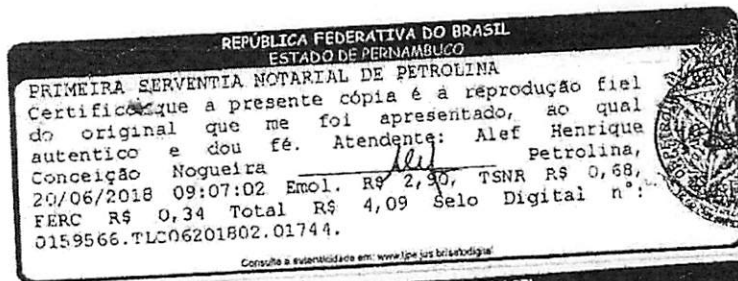 REPÚBLICA FEDERATIVA DO BRASIL
ESTADO DE PERNAMBUCO
PRIMEIRA SERVENTIA NOTARIAL DE PETROLINA
Certifico que a presente cópia é a reprodução fiel
do original que me foi apresentado, ao qual
autentico e dou fé. Atendente: Alef Henrique
Conceição Nogueira Petrolina,
20/06/2018 09:07:02 Emol. R$ 2,90, TSNR R$ 0,68,
FERC R$ 0,34 Total R$ 4,09 Selo Digital n°:
0159566.TLC06201802.01744.
Consulte a autenticidade em: www.tjpe.jus.br/selodigital